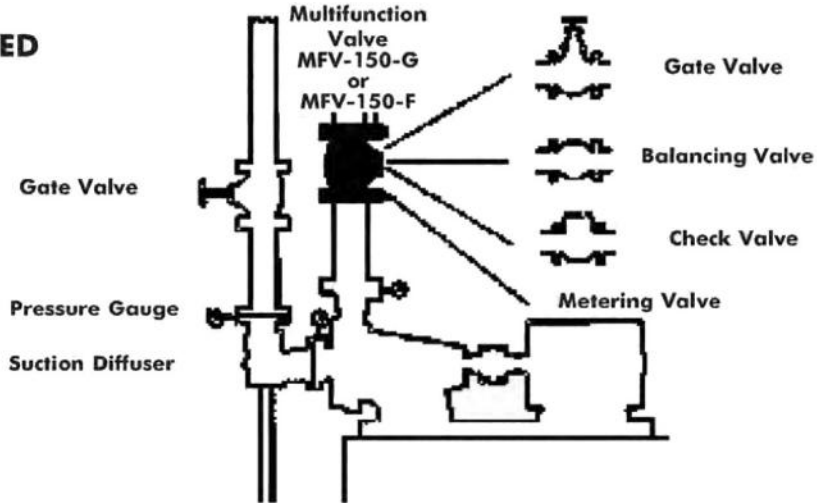 ED
Multifunction
Valve
MFV-150-G
or
MFV-150-F
Gate Valve
Balancing Valve
Check Valve
Metering Valve
Gate Valve
Pressure Gauge
Suction Diffuser